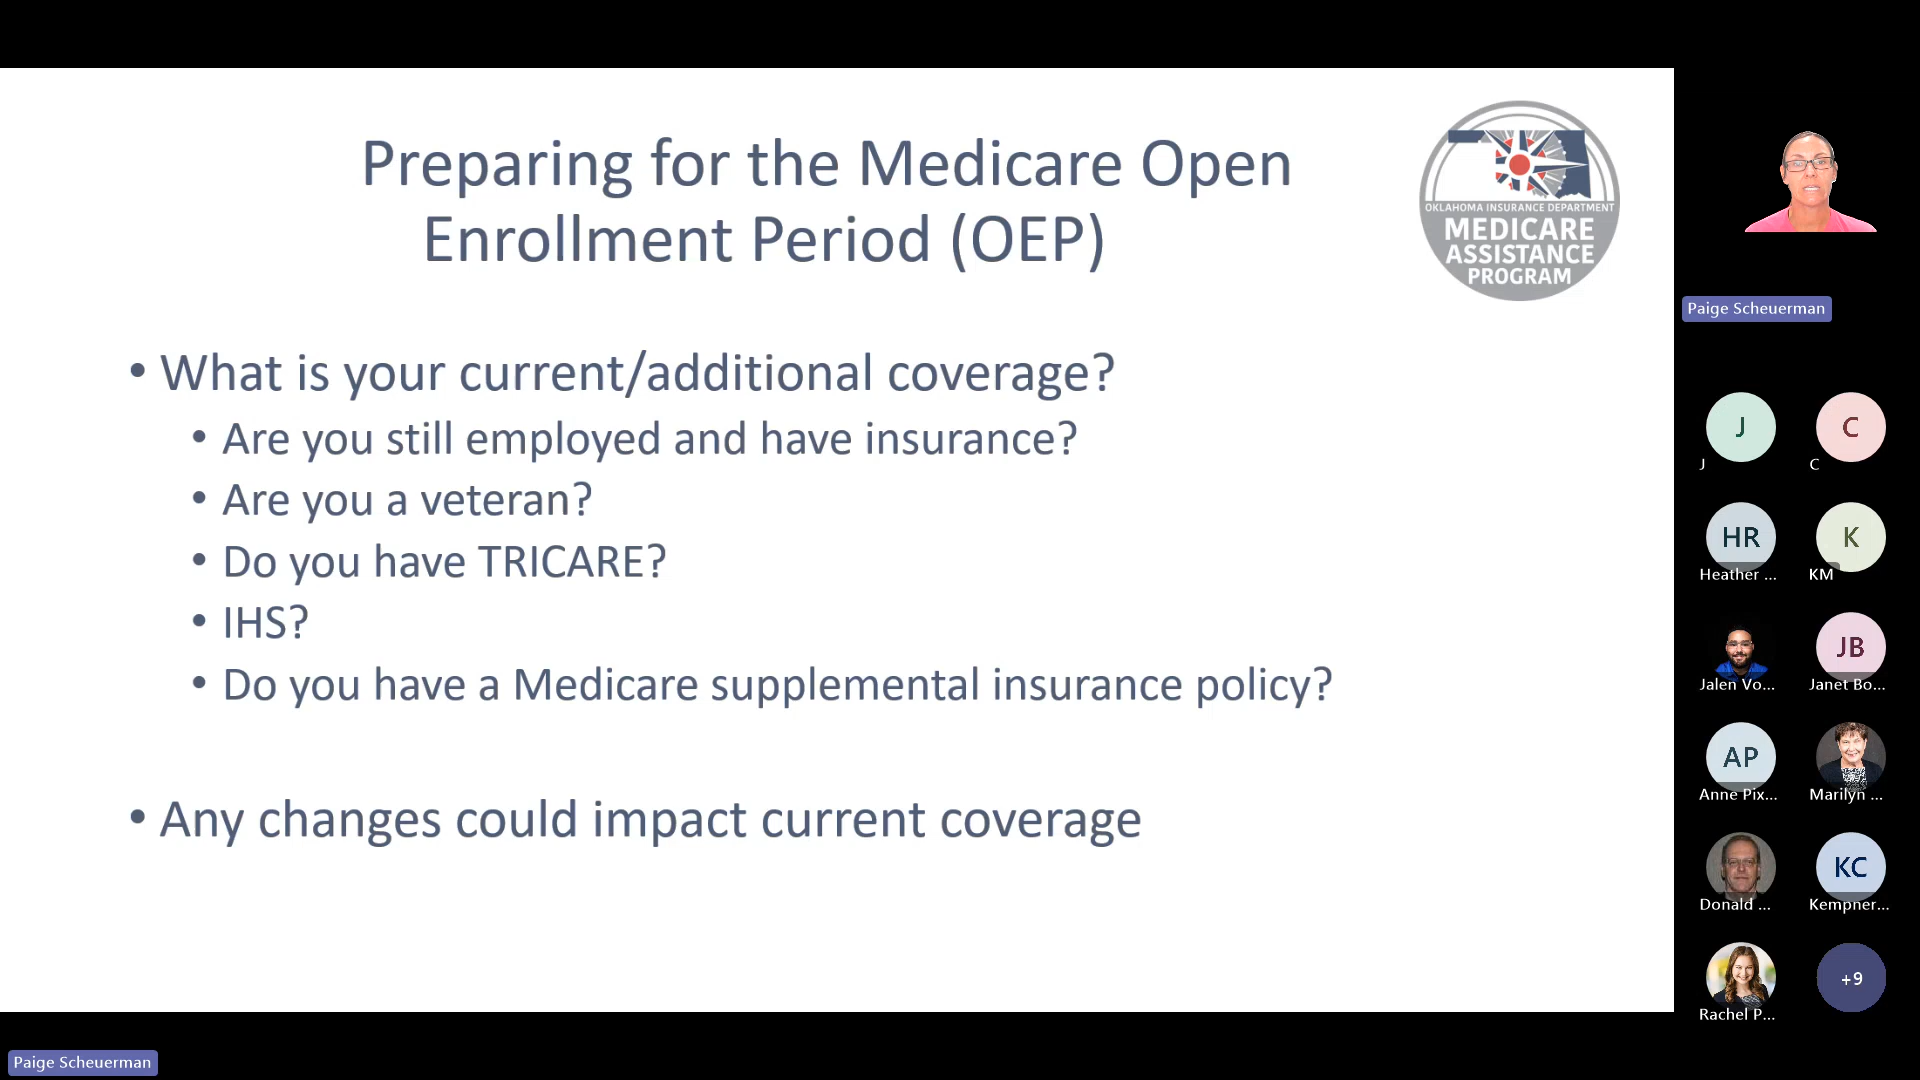 Preparing for the Medicare Open
Enrollment Period (OEP)
OKLAHOMA INSURANCE DEPARTMENT
MEDICARE
ASSISTANCE
PROGRAM
• What is your current/additional coverage?
• Are you still employed and have insurance?
• Are you a veteran?
• Do you have TRICARE?
• IHS?
• Do you have a Medicare supplemental insurance policy?
• Any changes could impact current coverage
Paige Scheuerman
J
J
C
C
HR
Heather ...
K
KM
Jalen Vo...
JB
Janet Bo...
AP
Anne Pix...
Marilyn ...
Donald ...
KC
Kempner...
Rachel P...
+9
Paige Scheuerman